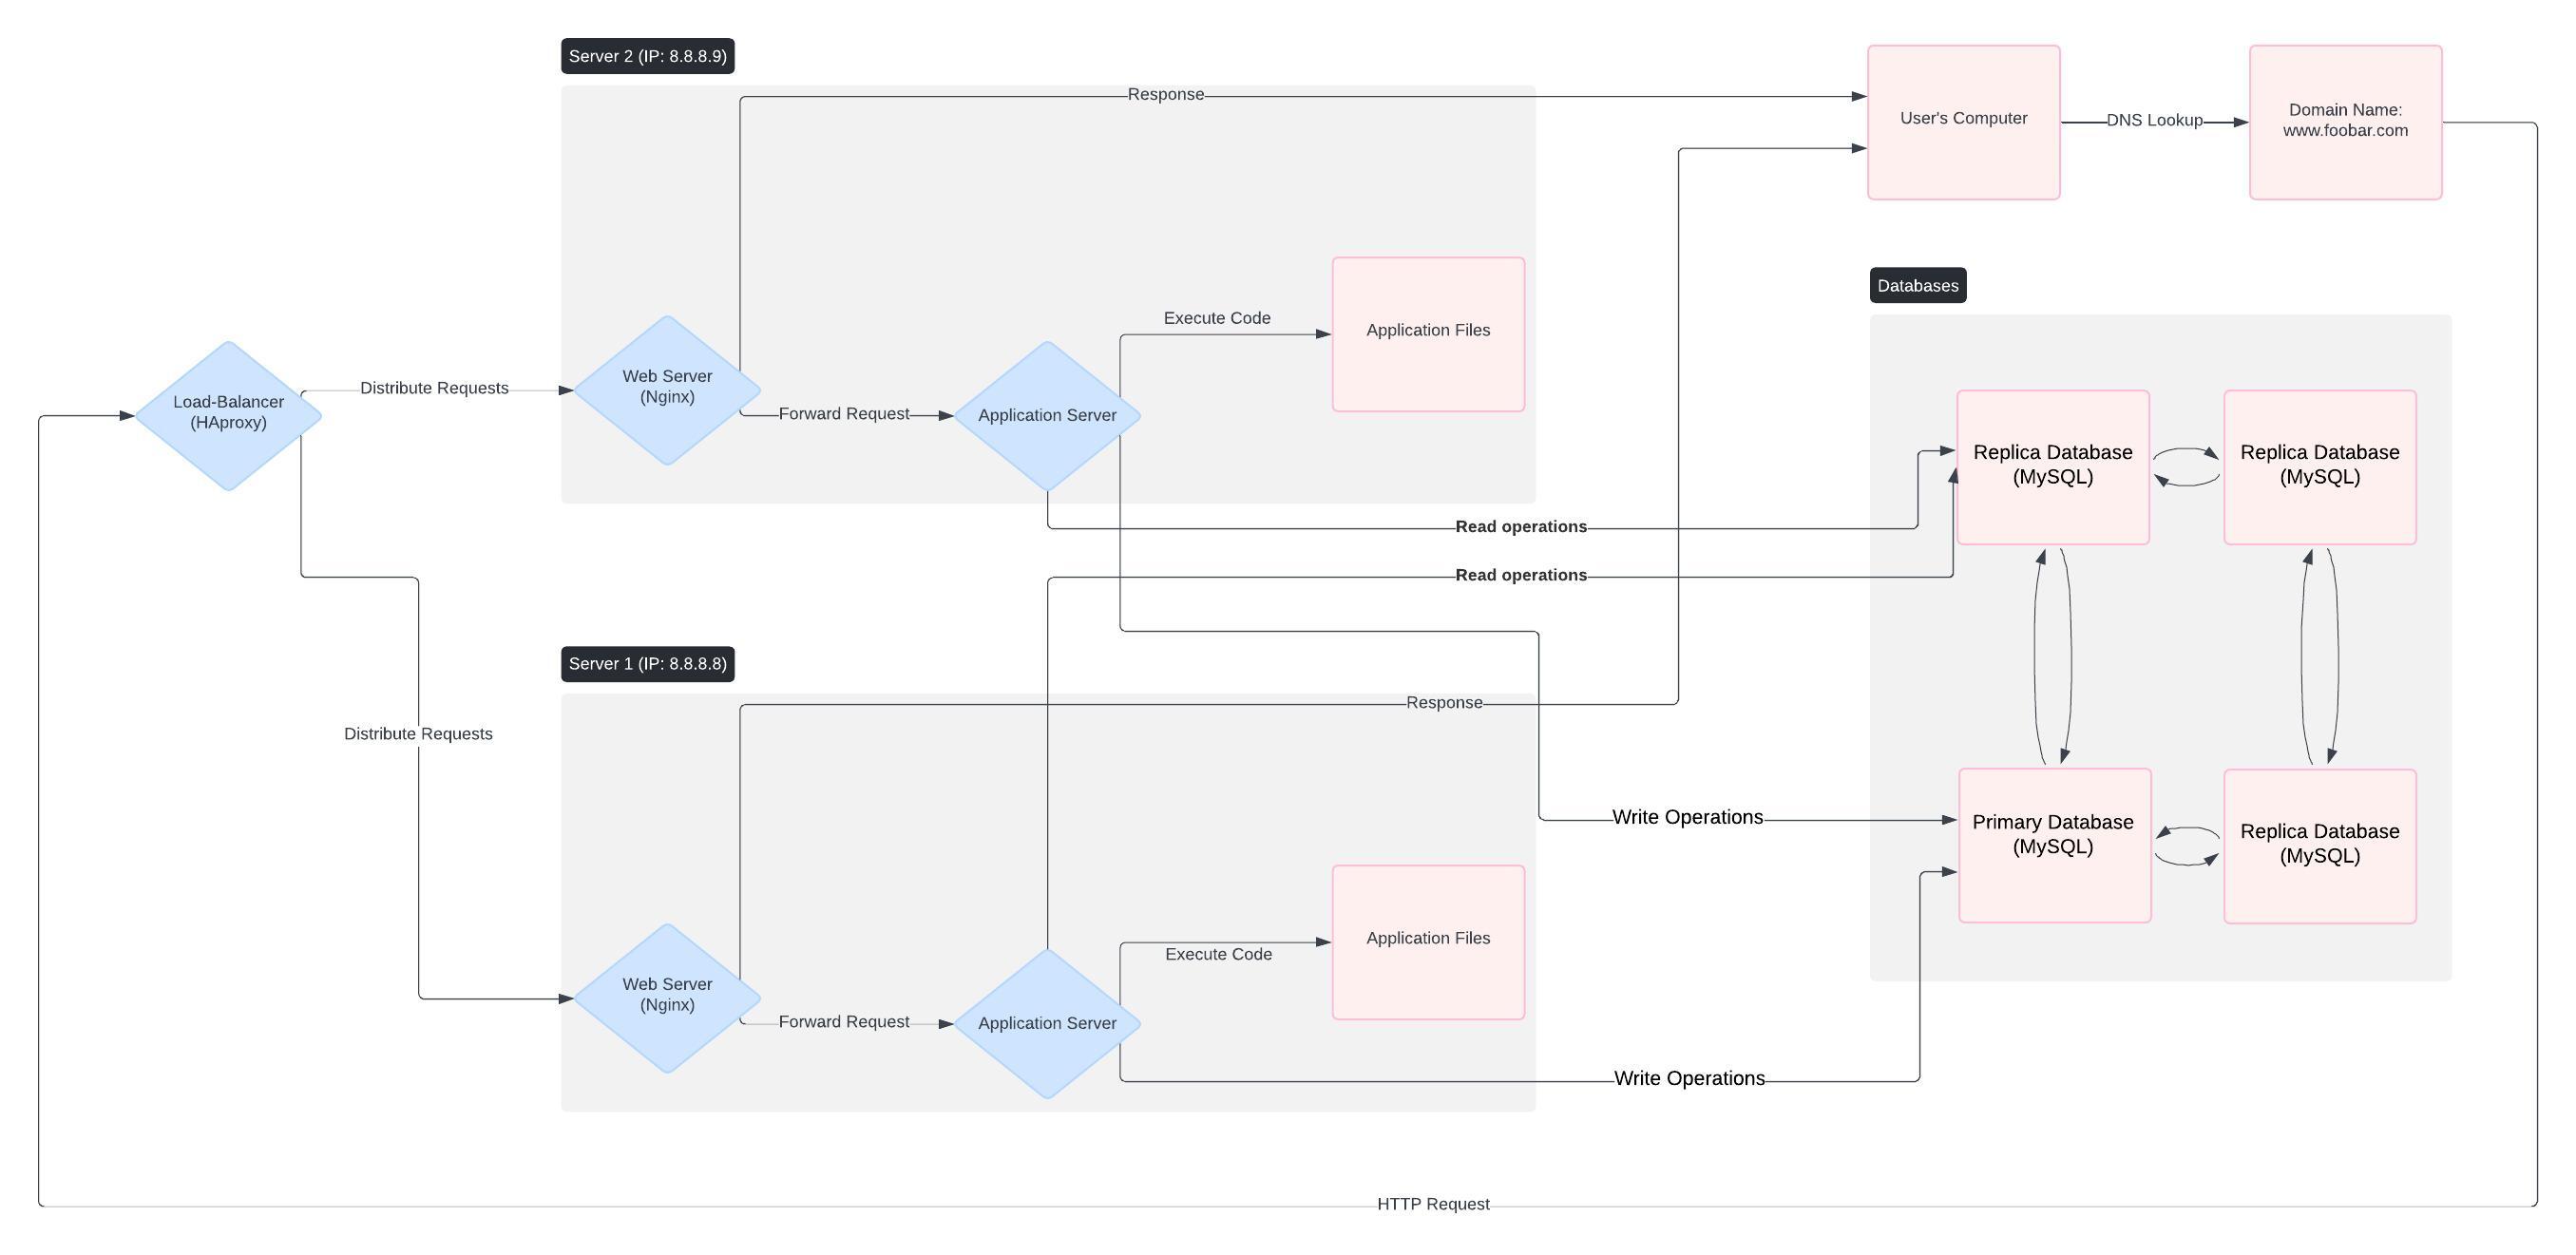 Server 2 (IP: 8.8.8.9)
Response
User's Computer
DNS Lookup
Domain Name:
www.foobar.com
Databases
Execute Code
Application Files
Load-Balancer
(HAproxy)
Distribute Requests
Web Server
(Nginx)
Forward Request
Application Server
Replica Database
(MySQL)
Replica Database
(MySQL)
Read operations
Read operations
Server 1 (IP: 8.8.8.8)
Response
Distribute Requests
Write Operations
Primary Database
(MySQL)
Replica Database
(MySQL)
Execute Code
Application Files
Web Server
(Nginx)
Forward Request
Application Server
Write Operations
HTTP Request